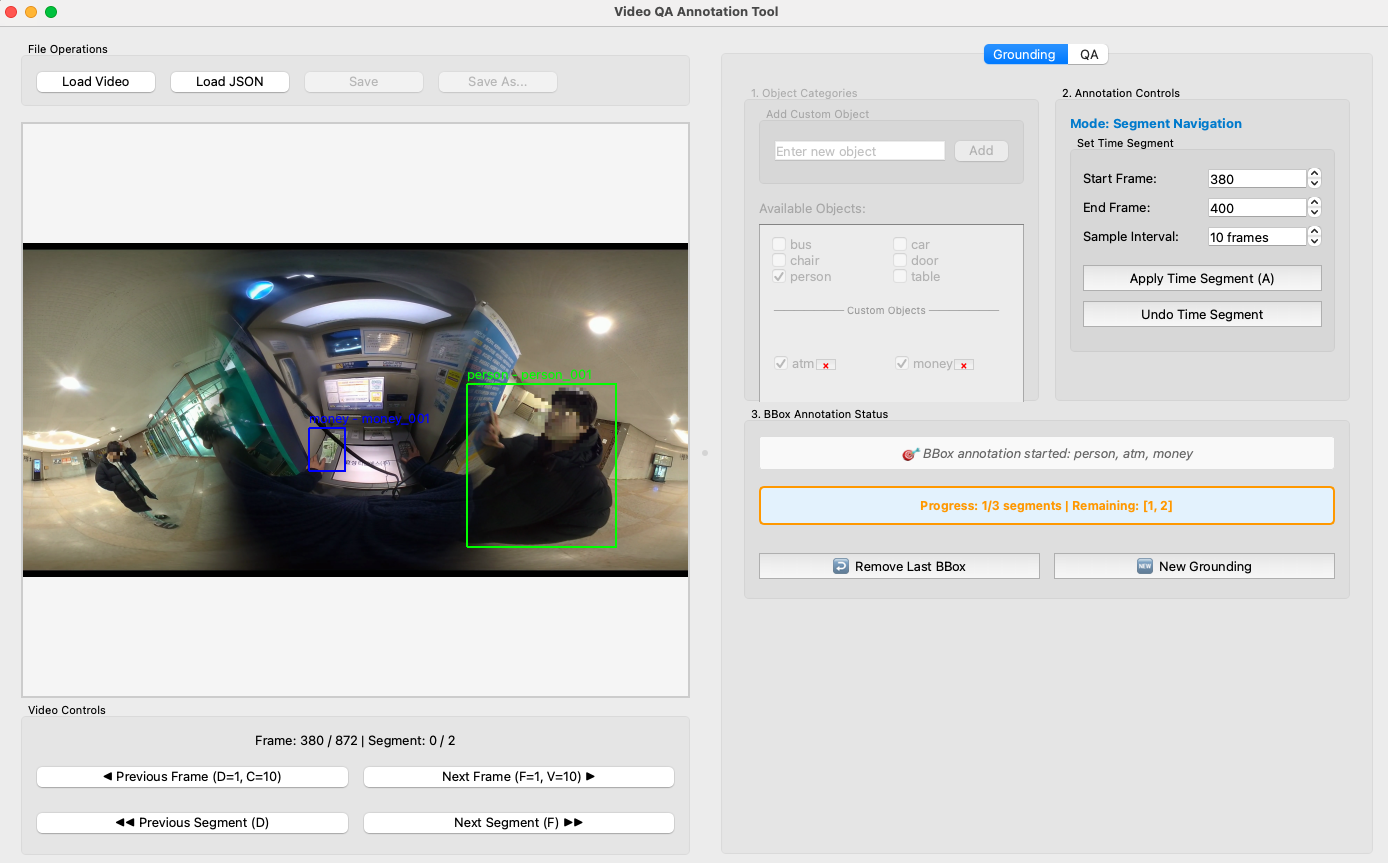 Video QA Annotation Tool
File Operations
Load Video
Load JSON
Save
Save As...
person - person_001
money - money_001
Video Controls
Frame: 380 / 872 | Segment: 0 / 2
◀ Previous Frame (D=1, C=10)
Next Frame (F=1, V=10) ▶
◀◀ Previous Segment (D)
Next Segment (F) ▶▶
Grounding
QA
1. Object Categories
Add Custom Object
Enter new object
Add
Available Objects:
bus
car
chair
door
person
table
Custom Objects
atm
money
2. Annotation Controls
Mode: Segment Navigation
Set Time Segment
Start Frame:
380
End Frame:
400
Sample Interval:
10 frames
Apply Time Segment (A)
Undo Time Segment
3. BBox Annotation Status
🎯 BBox annotation started: person, atm, money
Progress: 1/3 segments | Remaining: [1, 2]
Remove Last BBox
NEW New Grounding